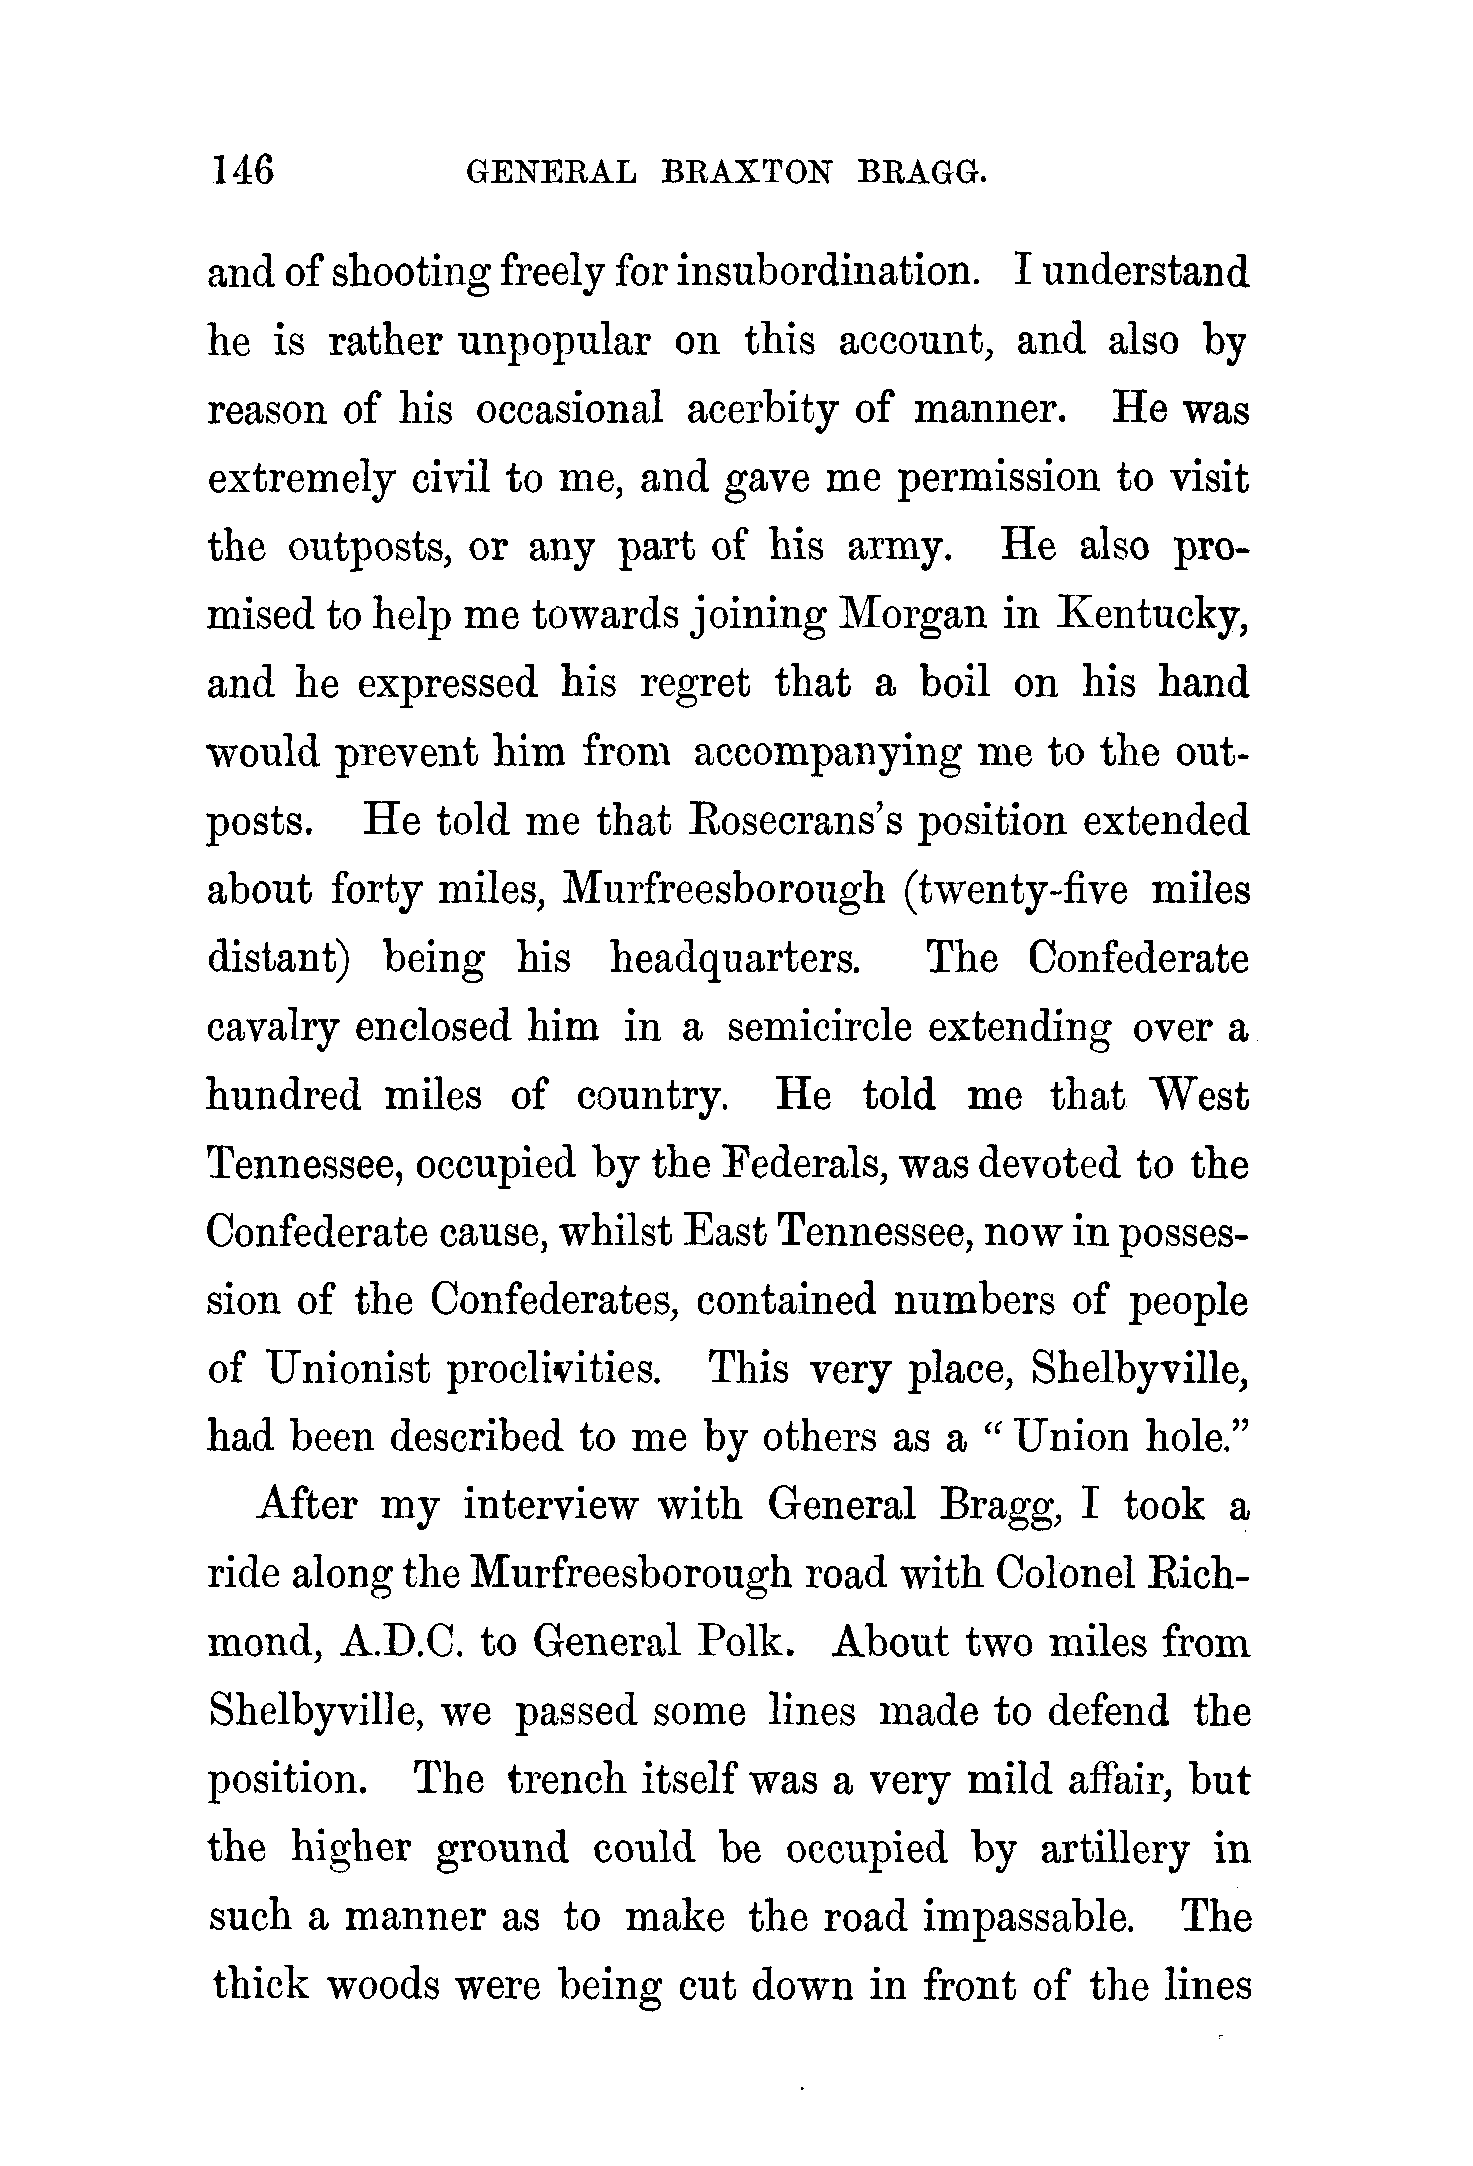 146 GENERAL BRAXTON BRAGG.
and of shooting freely for insubordination. I understand
he is rather unpopular on this account, and also by
reason of his occasional acerbity of manner. He was
extremely civil to me, and gave me permission to visit
the outposts, or any part of his army. He also pro-
mised to help me towards joining Morgan in Kentucky,
and he expressed his regret that a boil on his hand
would prevent him from accompanying me to the out-
posts. He told me that Rosecrans's position extended
about forty miles, Murfreesborough (twenty-five miles
distant) being his headquarters. The Confederate
cavalry enclosed him in a semicircle extending over a
hundred miles of country. He told me that West
Tennessee, occupied by the Federals, was devoted to the
Confederate cause, whilst East Tennessee, now in posses-
sion of the Confederates, contained numbers of people
of Unionist proclivities. This very place, Shelbyville,
had been described to me by others as a “ Union hole.”
After my interview with General Bragg, I took a
ride along the Murfreesborough road with Colonel Rich-
mond, A.D.C. to General Polk. About two miles from
Shelbyville, we passed some lines made to defend the
position. The trench itself was a very mild affair, but
the higher ground could be occupied by artillery in
such a manner as to make the road impassable. The
thick woods were being cut down in front of the lines